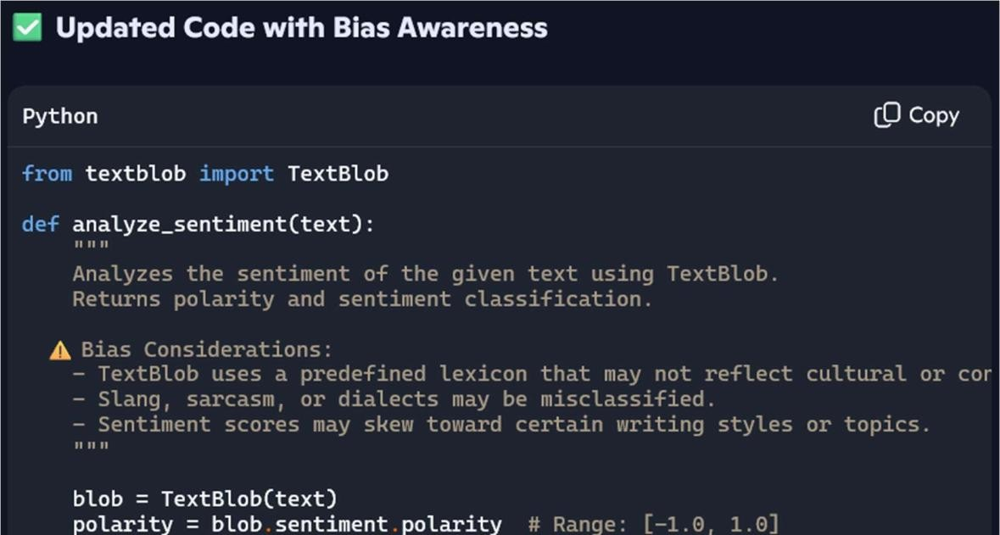 ✅ Updated Code with Bias Awareness
Python
Copy
from textblob import TextBlob
def analyze_sentiment(text):
"""
Analyzes the sentiment of the given text using TextBlob.
Returns polarity and sentiment classification.
⚠️ Bias Considerations:
- TextBlob uses a predefined lexicon that may not reflect cultural or
- Slang, sarcasm, or dialects may be misclassified.
- Sentiment scores may skew toward certain writing styles or topics.
"""
blob = TextBlob(text)
polarity = blob.sentiment.polarity  # Range: [-1.0, 1.0]